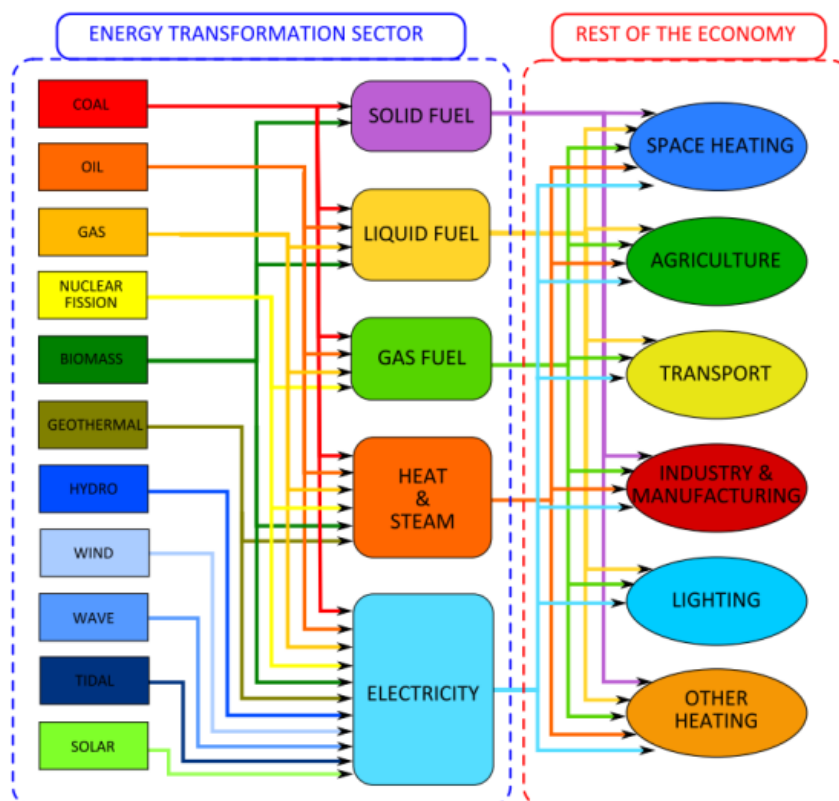 ENERGY TRANSFORMATION SECTOR
REST OF THE ECONOMY
COAL
OIL
GAS
NUCLEAR
FISSION
BIOMASS
GEOTHERMAL
HYDRO
WIND
WAVE
TIDAL
SOLAR
SOLID FUEL
LIQUID FUEL
GAS FUEL
HEAT
&
STEAM
ELECTRICITY
SPACE HEATING
AGRICULTURE
TRANSPORT
INDUSTRY &
MANUFACTURING
LIGHTING
OTHER
HEATING